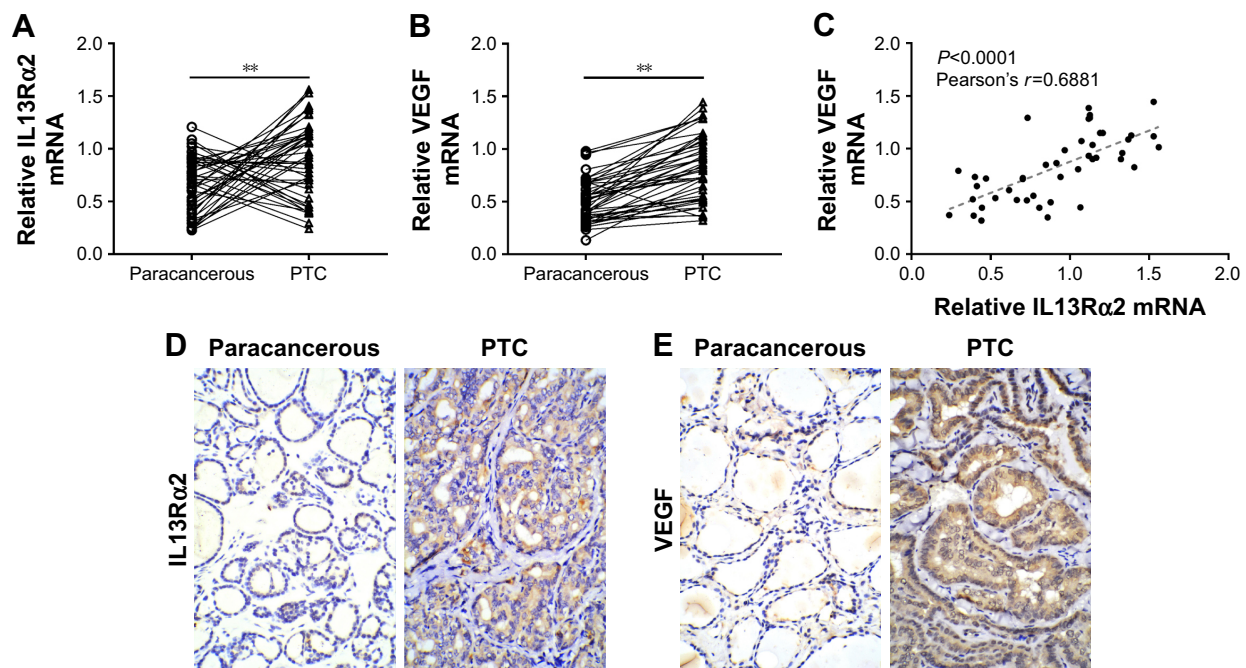 A
Relative IL13Rα2
mRNA
2.0
1.5
1.0
0.5
0.0
**
Paracancerous
PTC
B
Relative VEGF
mRNA
2.0
1.5
1.0
0.5
0.0
**
Paracancerous
PTC
C
Relative VEGF
mRNA
2.0
1.5
1.0
0.5
0.0
P<0.0001
Pearson's r=0.6881
0.0 0.5 1.0 1.5 2.0
Relative IL13Rα2 mRNA
D
Paracancerous
PTC
IL13Rα2
E
Paracancerous
PTC
VEGF